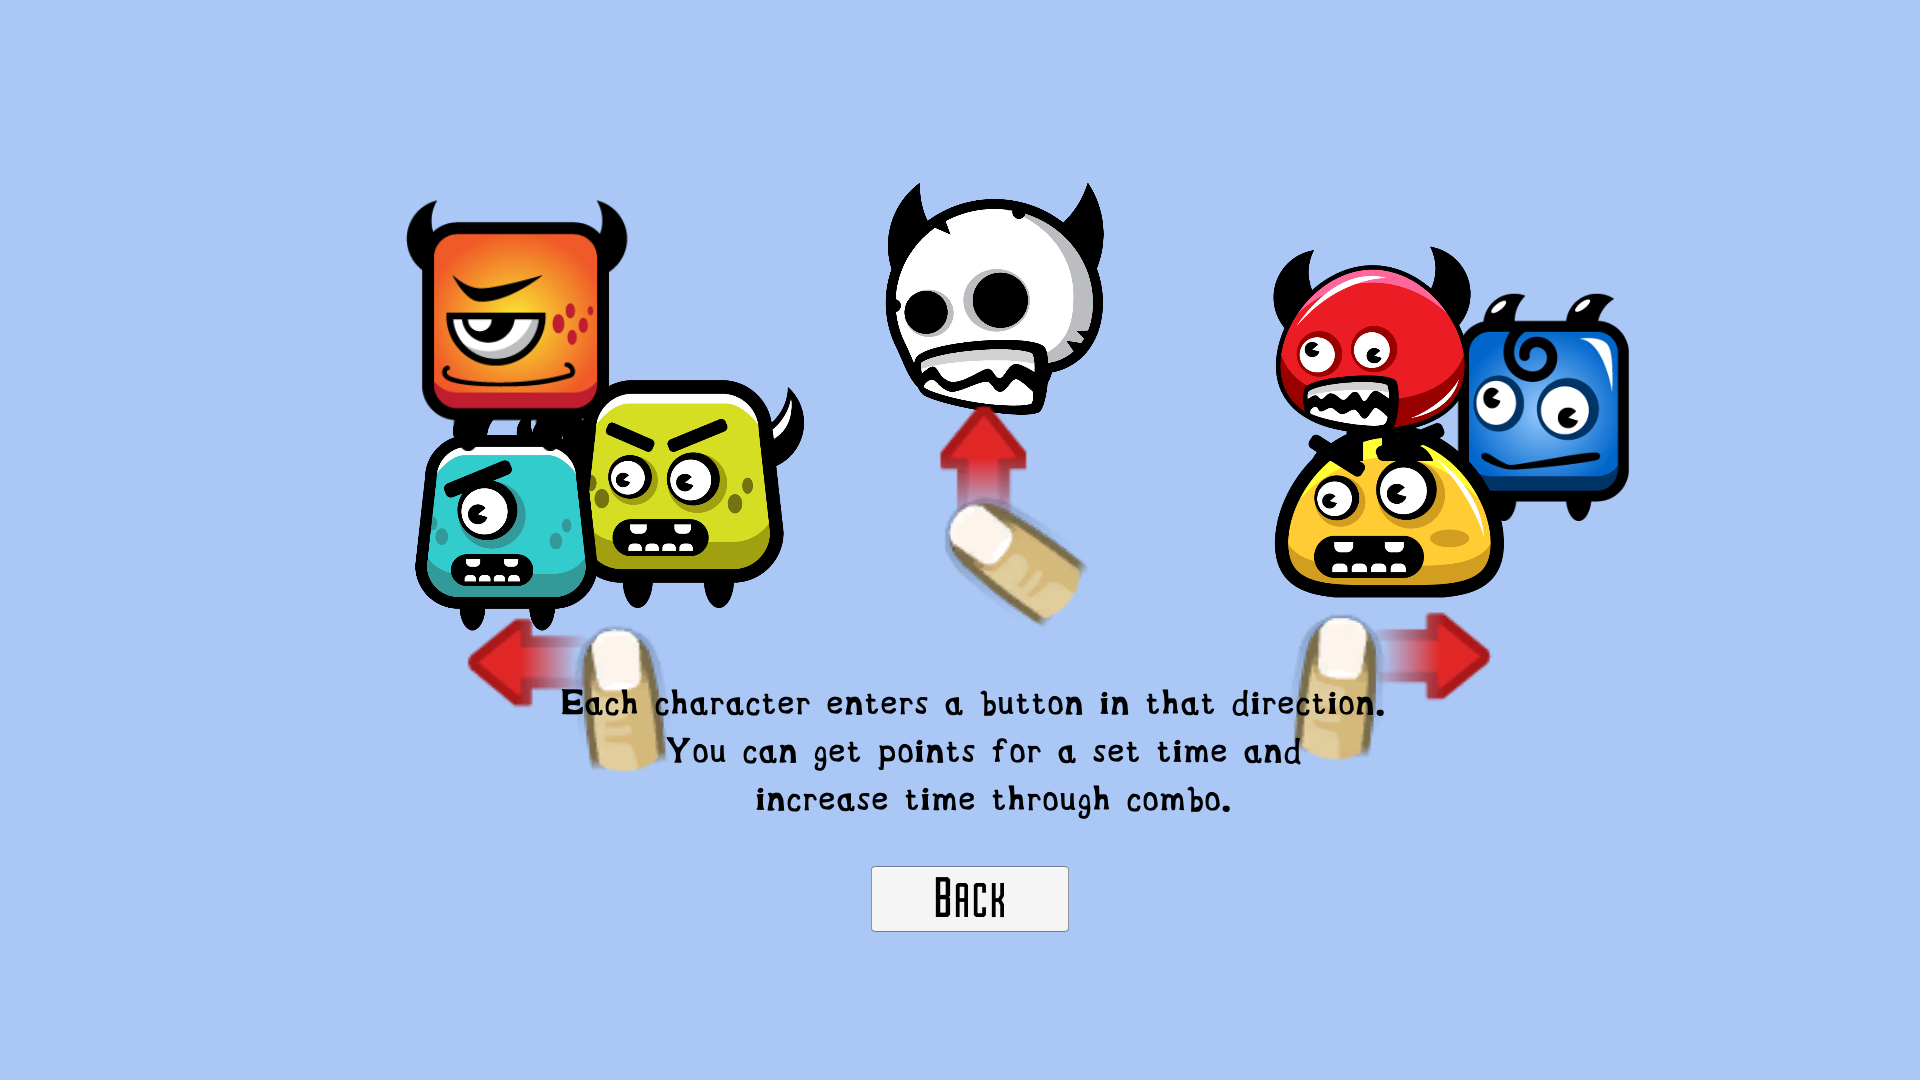 Each character enters a button in that direction.
You can get points for a set time and
increase time through combo.
Back